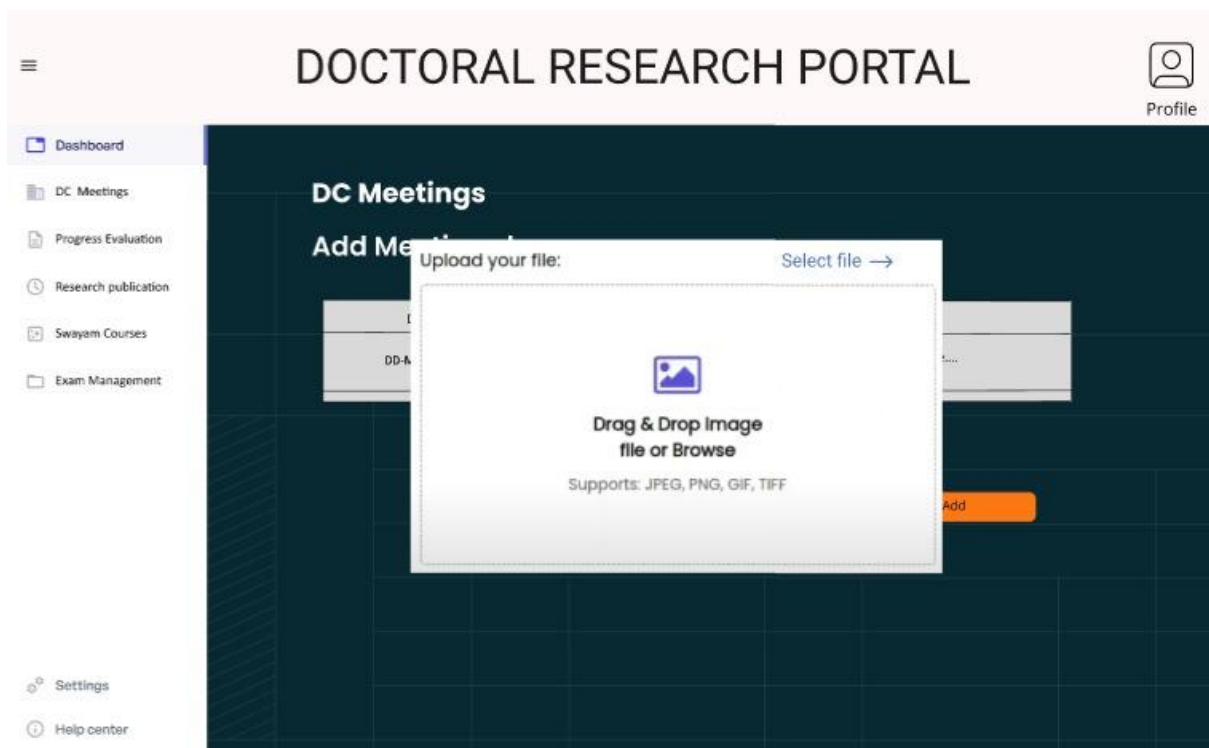 DOCTORAL RESEARCH PORTAL
Profile
Dashboard
DC Meetings
Progress Evaluation
Research publication
Swayam Courses
Exam Management
Settings
Help center
DC Meetings
Add
Upload your file:
Select file →
Drag & Drop Image
file or Browse
Supports: JPEG, PNG, GIF, TIFF
Add